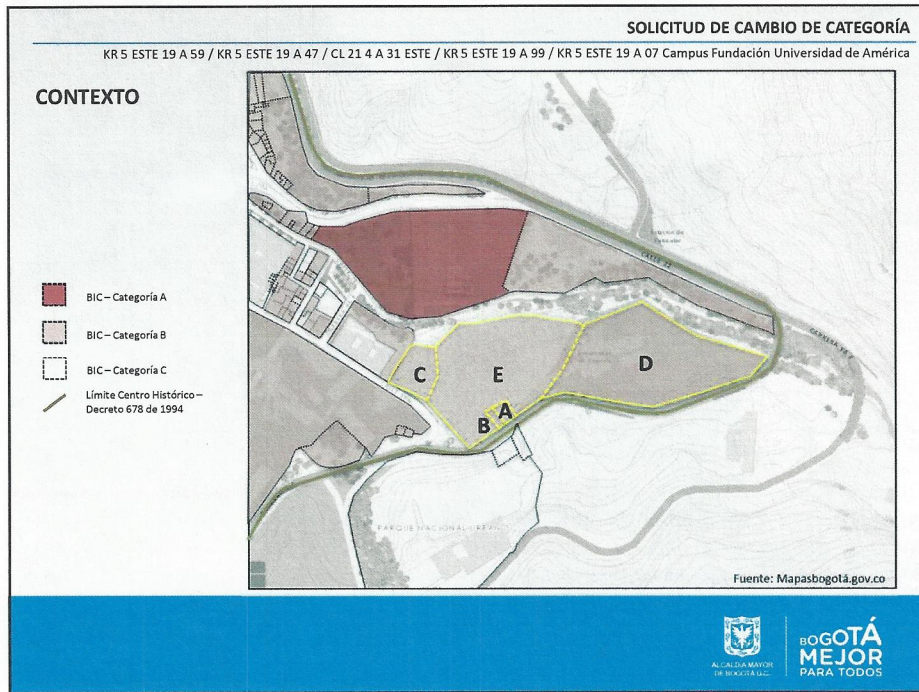 SOLICITUD DE CAMBIO DE CATEGORÍA
KR 5 ESTE 19 A 59 / KR 5 ESTE 19 A 47 / CL 21 4 A 31 ESTE / KR 5 ESTE 19 A 99 / KR 5 ESTE 19 A 07 Campus Fundación Universidad de América
CONTEXTO
BIC – Categoría A
BIC – Categoría B
BIC – Categoría C
Límite Centro Histórico –
Decreto 678 de 1994
CALLE
CARRERA
C
E
D
A
B
PARQUE NACIONAL
Fuente: Mapasbogotá.gov.co
ALCALDÍA MAYOR
DE BOGOTÁ D.C.
BOGOTÁ
MEJOR
PARA TODOS